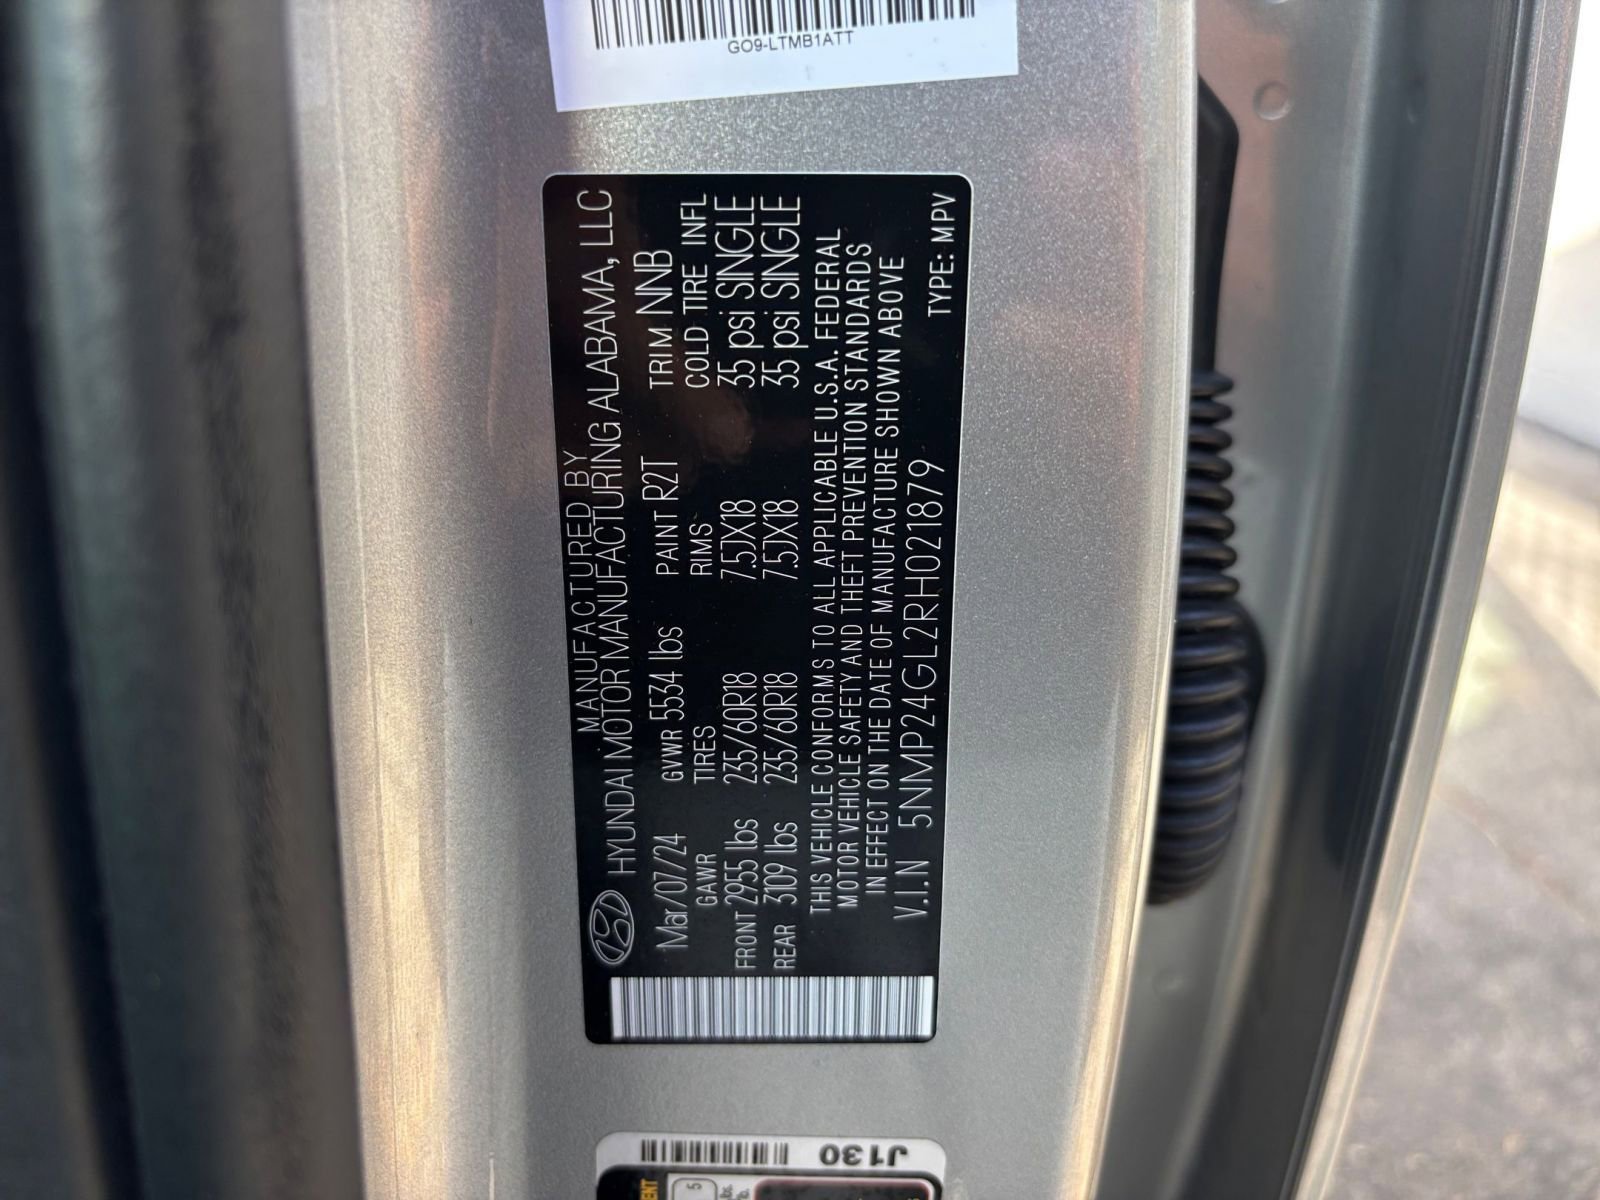 GO9-LTMB1ATT
MANUFACTURED BY
HYUNDAI MOTOR MANUFACTURING ALABAMA, LLC
Mar/07/24 GVWR 5534 lbs PAINT R2T TRIM NNB
GAWR TIRES RIMS COLD TIRE INFL
FRONT 2955 lbs 235/60R18 7.5JX18 35 psi SINGLE
REAR 3109 lbs 235/60R18 7.5JX18 35 psi SINGLE
THIS VEHICLE CONFORMS TO ALL APPLICABLE U.S.A. FEDERAL
MOTOR VEHICLE SAFETY AND THEFT PREVENTION STANDARDS
IN EFFECT ON THE DATE OF MANUFACTURE SHOWN ABOVE
V.I.N 5NMP24GL2RH021879 TYPE: MPV
J130
5